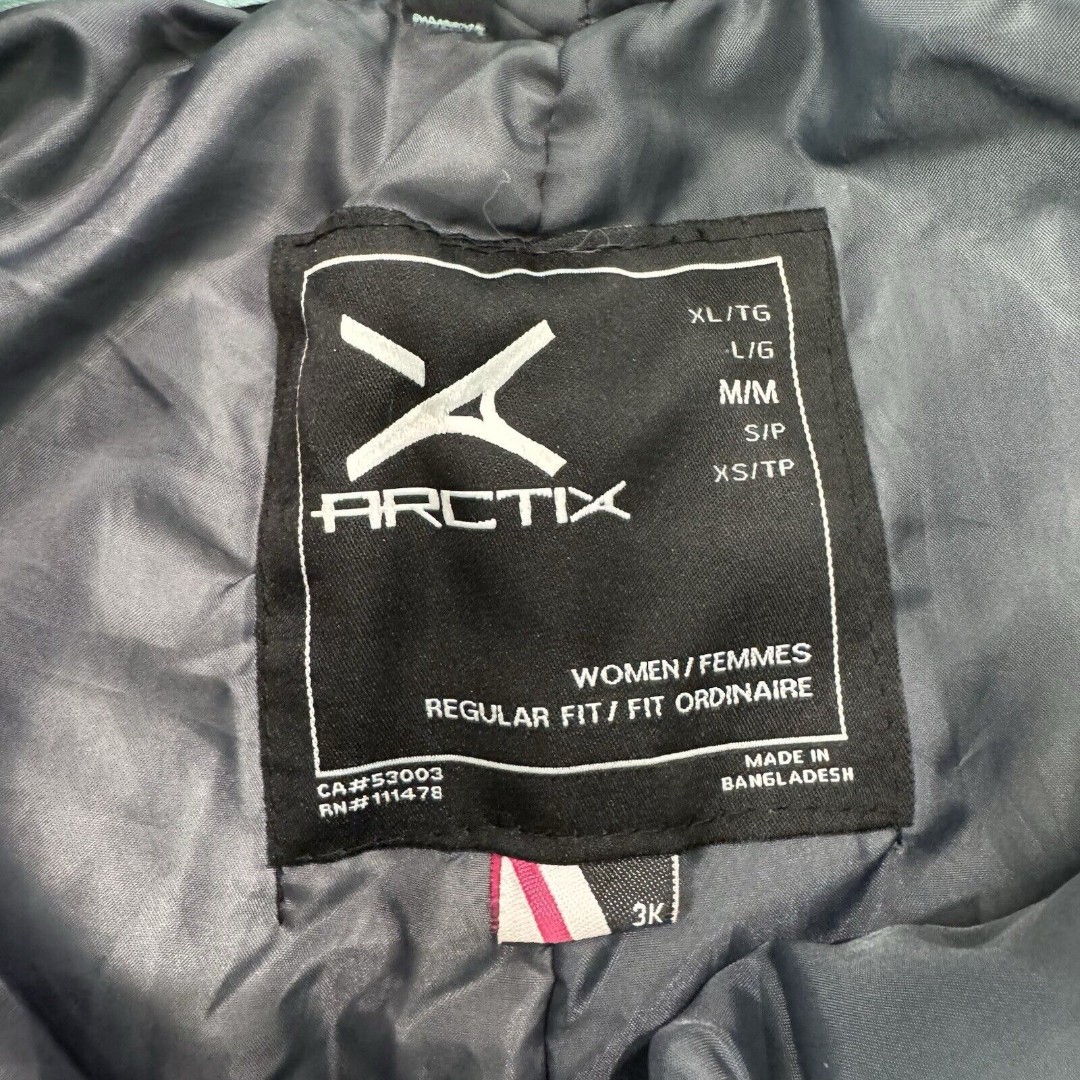 XL/TG
L/G
M/M
S/P
XS/TP
ARCTIX
WOMEN/FEMMES
REGULAR FIT/ FIT ORDINAIRE
CA#53003
RN#111478
MADE IN
BANGLADESH
3K